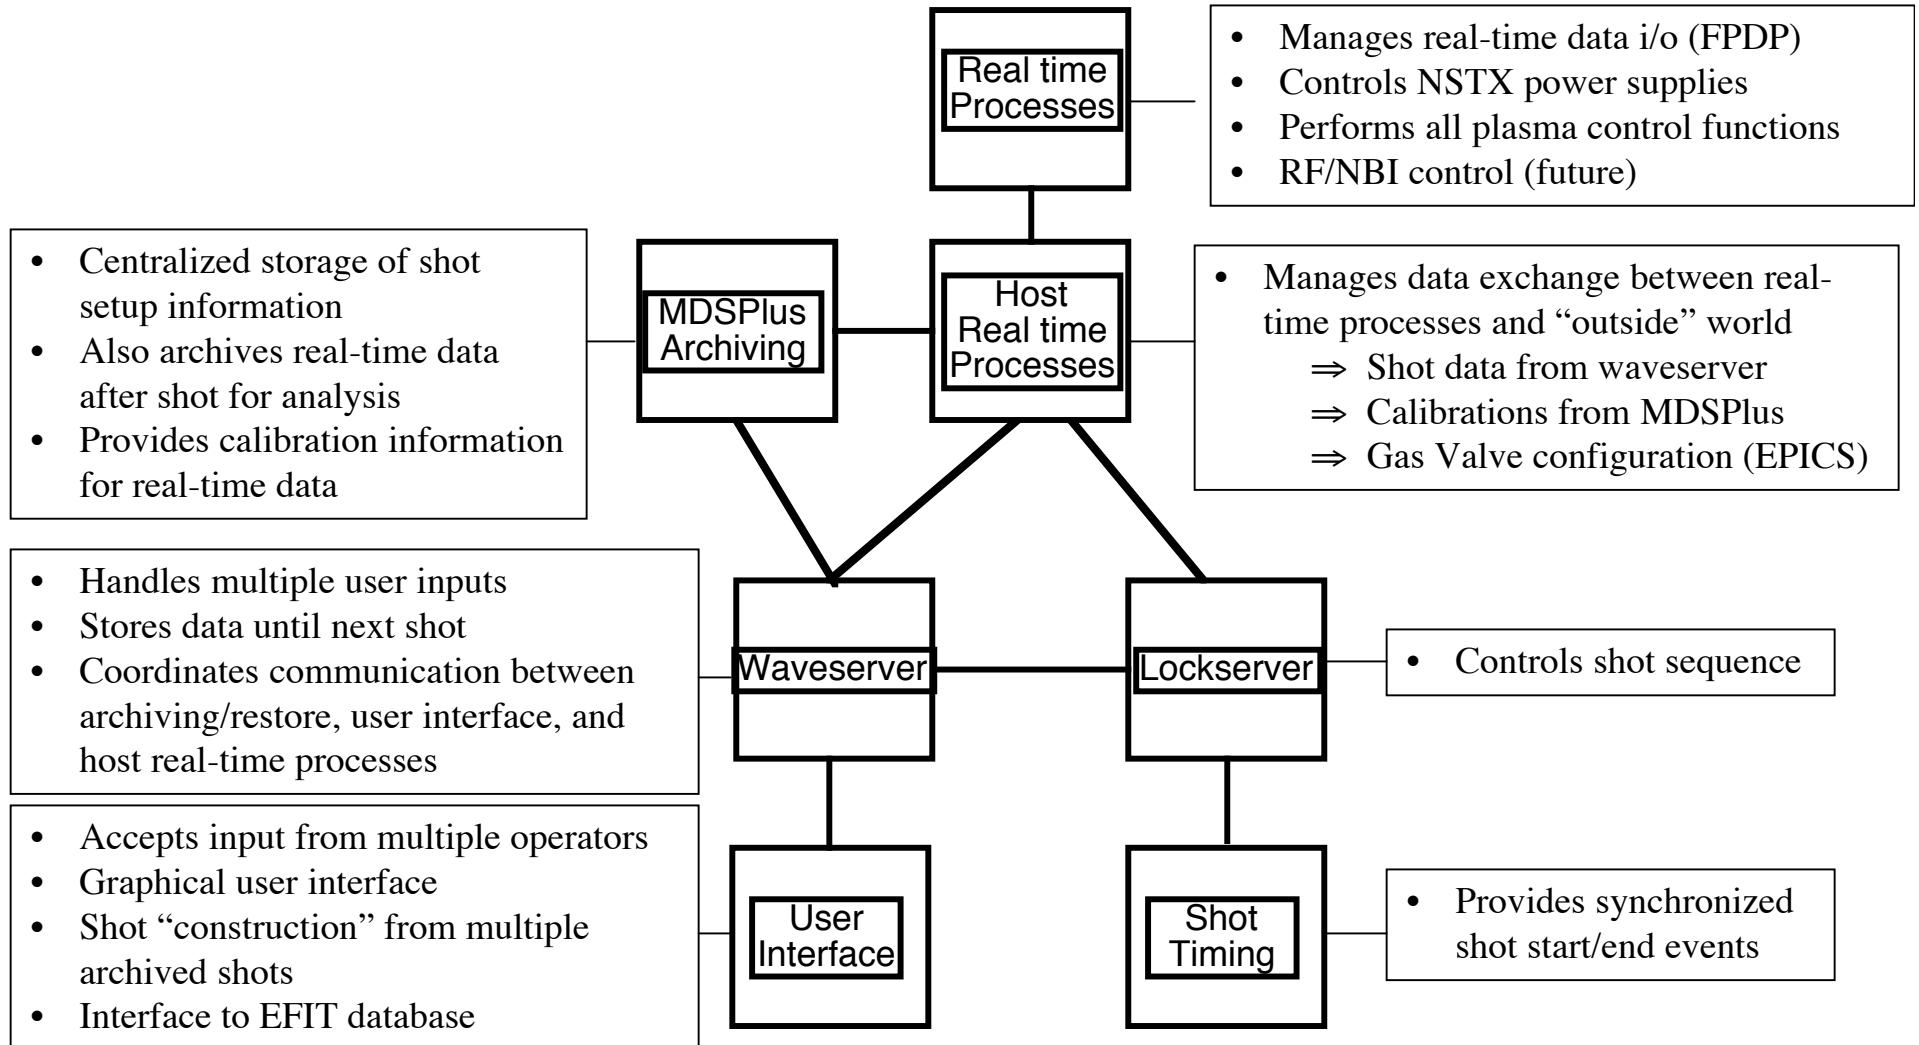 Real time
Processes
• Manages real-time data i/o (FPDP)
• Controls NSTX power supplies
• Performs all plasma control functions
• RF/NBI control (future)
• Centralized storage of shot
setup information
• Also archives real-time data
after shot for analysis
• Provides calibration information
for real-time data
MDSPlus
Archiving
Host
Real time
Processes
• Manages data exchange between real-
time processes and “outside” world
⇒ Shot data from waveserver
⇒ Calibrations from MDSPlus
⇒ Gas Valve configuration (EPICS)
• Handles multiple user inputs
• Stores data until next shot
• Coordinates communication between
archiving/restore, user interface, and
host real-time processes
Waveserver
Lockserver
• Controls shot sequence
• Accepts input from multiple operators
• Graphical user interface
• Shot “construction” from multiple
archived shots
• Interface to EFIT database
User
Interface
Shot
Timing
• Provides synchronized
shot start/end events